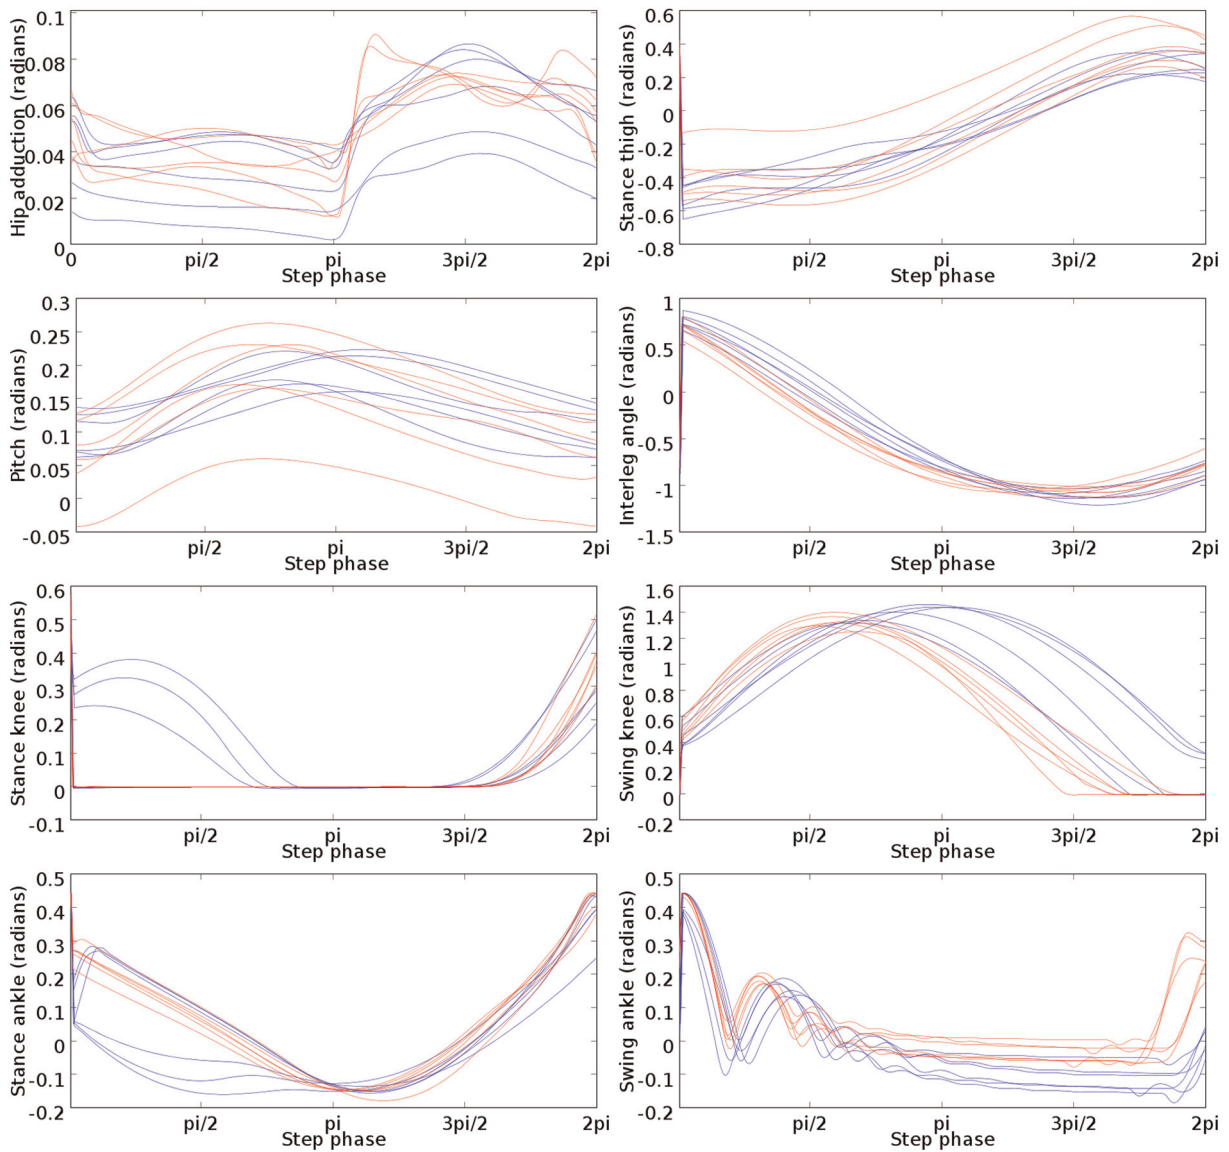 0.1
0.08
0.06
0.04
0.02
0
Hip adduction (radians)
0 pi/2 pi 3pi/2 2pi
Step phase
0.6
0.4
0.2
0
-0.2
-0.4
-0.6
-0.8
Stance thigh (radians)
pi/2 pi 3pi/2 2pi
Step phase
0.3
0.25
0.2
0.15
0.1
0.05
0
-0.05
Pitch (radians)
pi/2 pi 3pi/2 2pi
Step phase
1
0.5
0
-0.5
-1
-1.5
Interleg angle (radians)
pi/2 pi 3pi/2 2pi
Step phase
0.6
0.5
0.4
0.3
0.2
0.1
0
-0.1
Stance knee (radians)
pi/2 pi 3pi/2 2pi
Step phase
1.6
1.4
1.2
1
0.8
0.6
0.4
0.2
0
-0.2
Swing knee (radians)
pi/2 pi 3pi/2 2pi
Step phase
0.5
0.4
0.3
0.2
0.1
0
-0.1
-0.2
Stance ankle (radians)
pi/2 pi 3pi/2 2pi
Step phase
0.5
0.4
0.3
0.2
0.1
0
-0.1
-0.2
Swing ankle (radians)
pi/2 pi 3pi/2 2pi
Step phase